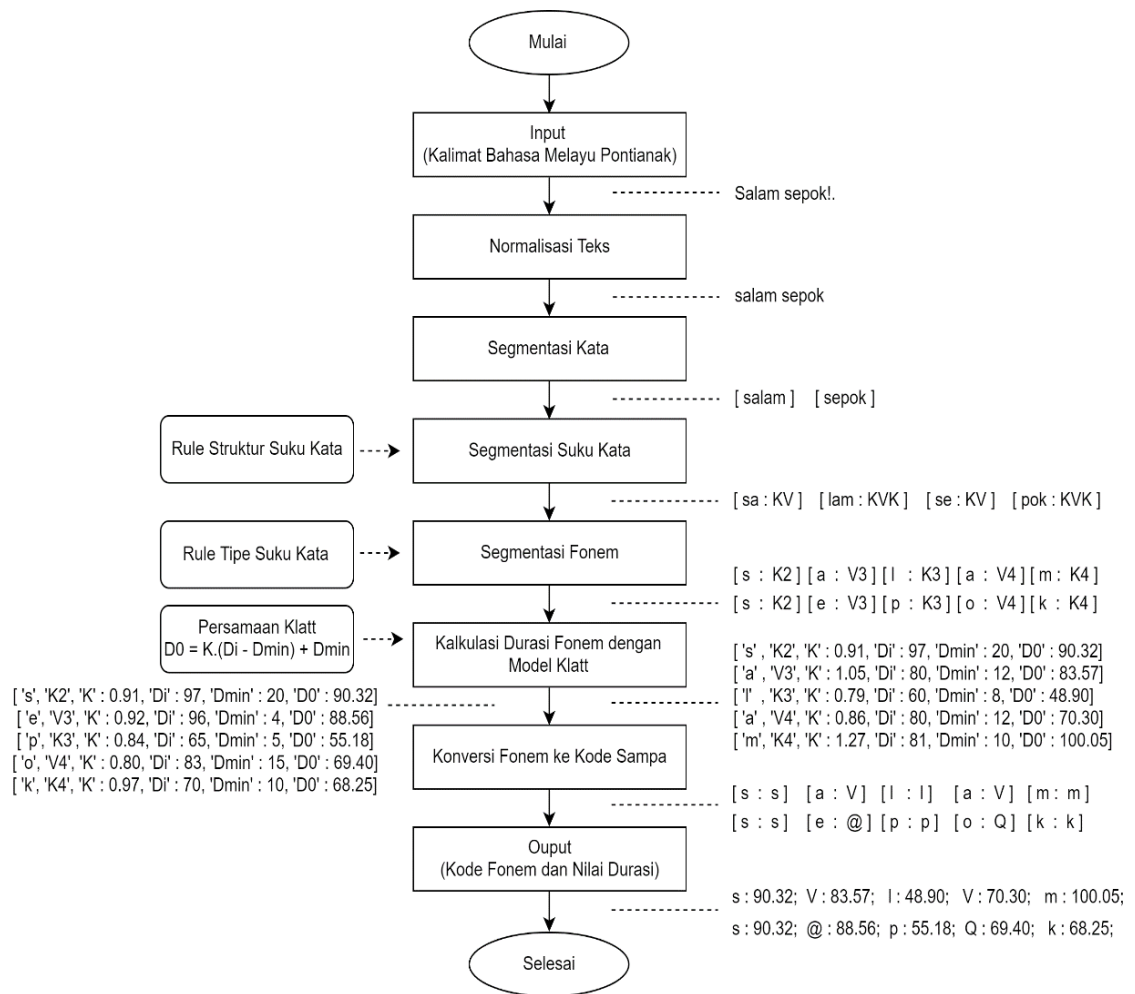 Mulai
Input
(Kalimat Bahasa Melayu Pontianak)
Salam sepok!.
Normalisasi Teks
salam sepok
Segmentasi Kata
[ salam ] [ sepok ]
Rule Struktur Suku Kata
Segmentasi Suku Kata
[ sa : KV ] [ lam : KVK ] [ se : KV ] [ pok : KVK ]
Rule Tipe Suku Kata
Segmentasi Fonem
[ s : K2 ] [ a : V3 ] [ l : K3 ] [ a : V4 ] [ m : K4 ]
[ s : K2 ] [ e : V3 ] [ p : K3 ] [ o : V4 ] [ k : K4 ]
Persamaan Klatt
D0 = K.(Di - Dmin) + Dmin
Kalkulasi Durasi Fonem dengan
Model Klatt
[ 's' , 'K2', 'K' : 0.91, 'Di' : 97, 'Dmin' : 20, 'D0' : 90.32]
[ 'a' , 'V3', 'K' : 1.05, 'Di' : 80, 'Dmin' : 12, 'D0' : 83.57]
[ 'l' , 'K3', 'K' : 0.79, 'Di' : 60, 'Dmin' : 8, 'D0' : 48.90]
[ 'a' , 'V4', 'K' : 0.86, 'Di' : 80, 'Dmin' : 12, 'D0' : 70.30]
[ 'm', 'K4', 'K' : 1.27, 'Di' : 81, 'Dmin' : 10, 'D0' : 100.05]
[ 's', 'K2', 'K' : 0.91, 'Di' : 97, 'Dmin' : 20, 'D0' : 90.32]
[ 'e', 'V3', 'K' : 0.92, 'Di' : 96, 'Dmin' : 4, 'D0' : 88.56]
[ 'p', 'K3', 'K' : 0.84, 'Di' : 65, 'Dmin' : 5, 'D0' : 55.18]
[ 'o', 'V4', 'K' : 0.80, 'Di' : 83, 'Dmin' : 15, 'D0' : 69.40]
[ 'k', 'K4', 'K' : 0.97, 'Di' : 70, 'Dmin' : 10, 'D0' : 68.25]
Konversi Fonem ke Kode Sampa
[ s : s ] [ a : V ] [ l : l ] [ a : V ] [ m : m ]
[ s : s ] [ e : @ ] [ p : p ] [ o : Q ] [ k : k ]
Ouput
(Kode Fonem dan Nilai Durasi)
s : 90.32; V : 83.57; l : 48.90; V : 70.30; m : 100.05;
s : 90.32; @ : 88.56; p : 55.18; Q : 69.40; k : 68.25;
Selesai